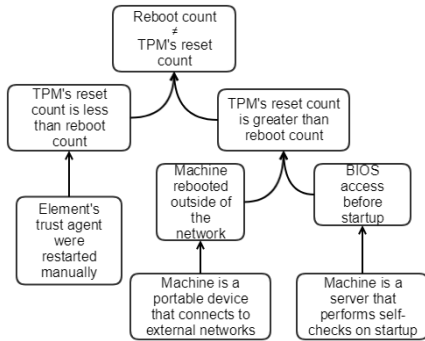 Reboot count
≠
TPM's reset
count
TPM's reset
count is less
than reboot
count
TPM's reset count
is greater than
reboot count
Element's
trust agent
were
restarted
manually
Machine
rebooted
outside of
the
network
BIOS
access
before
startup
Machine is a
portable device
that connects to
external networks
Machine is a
server that
performs self-
checks on startup